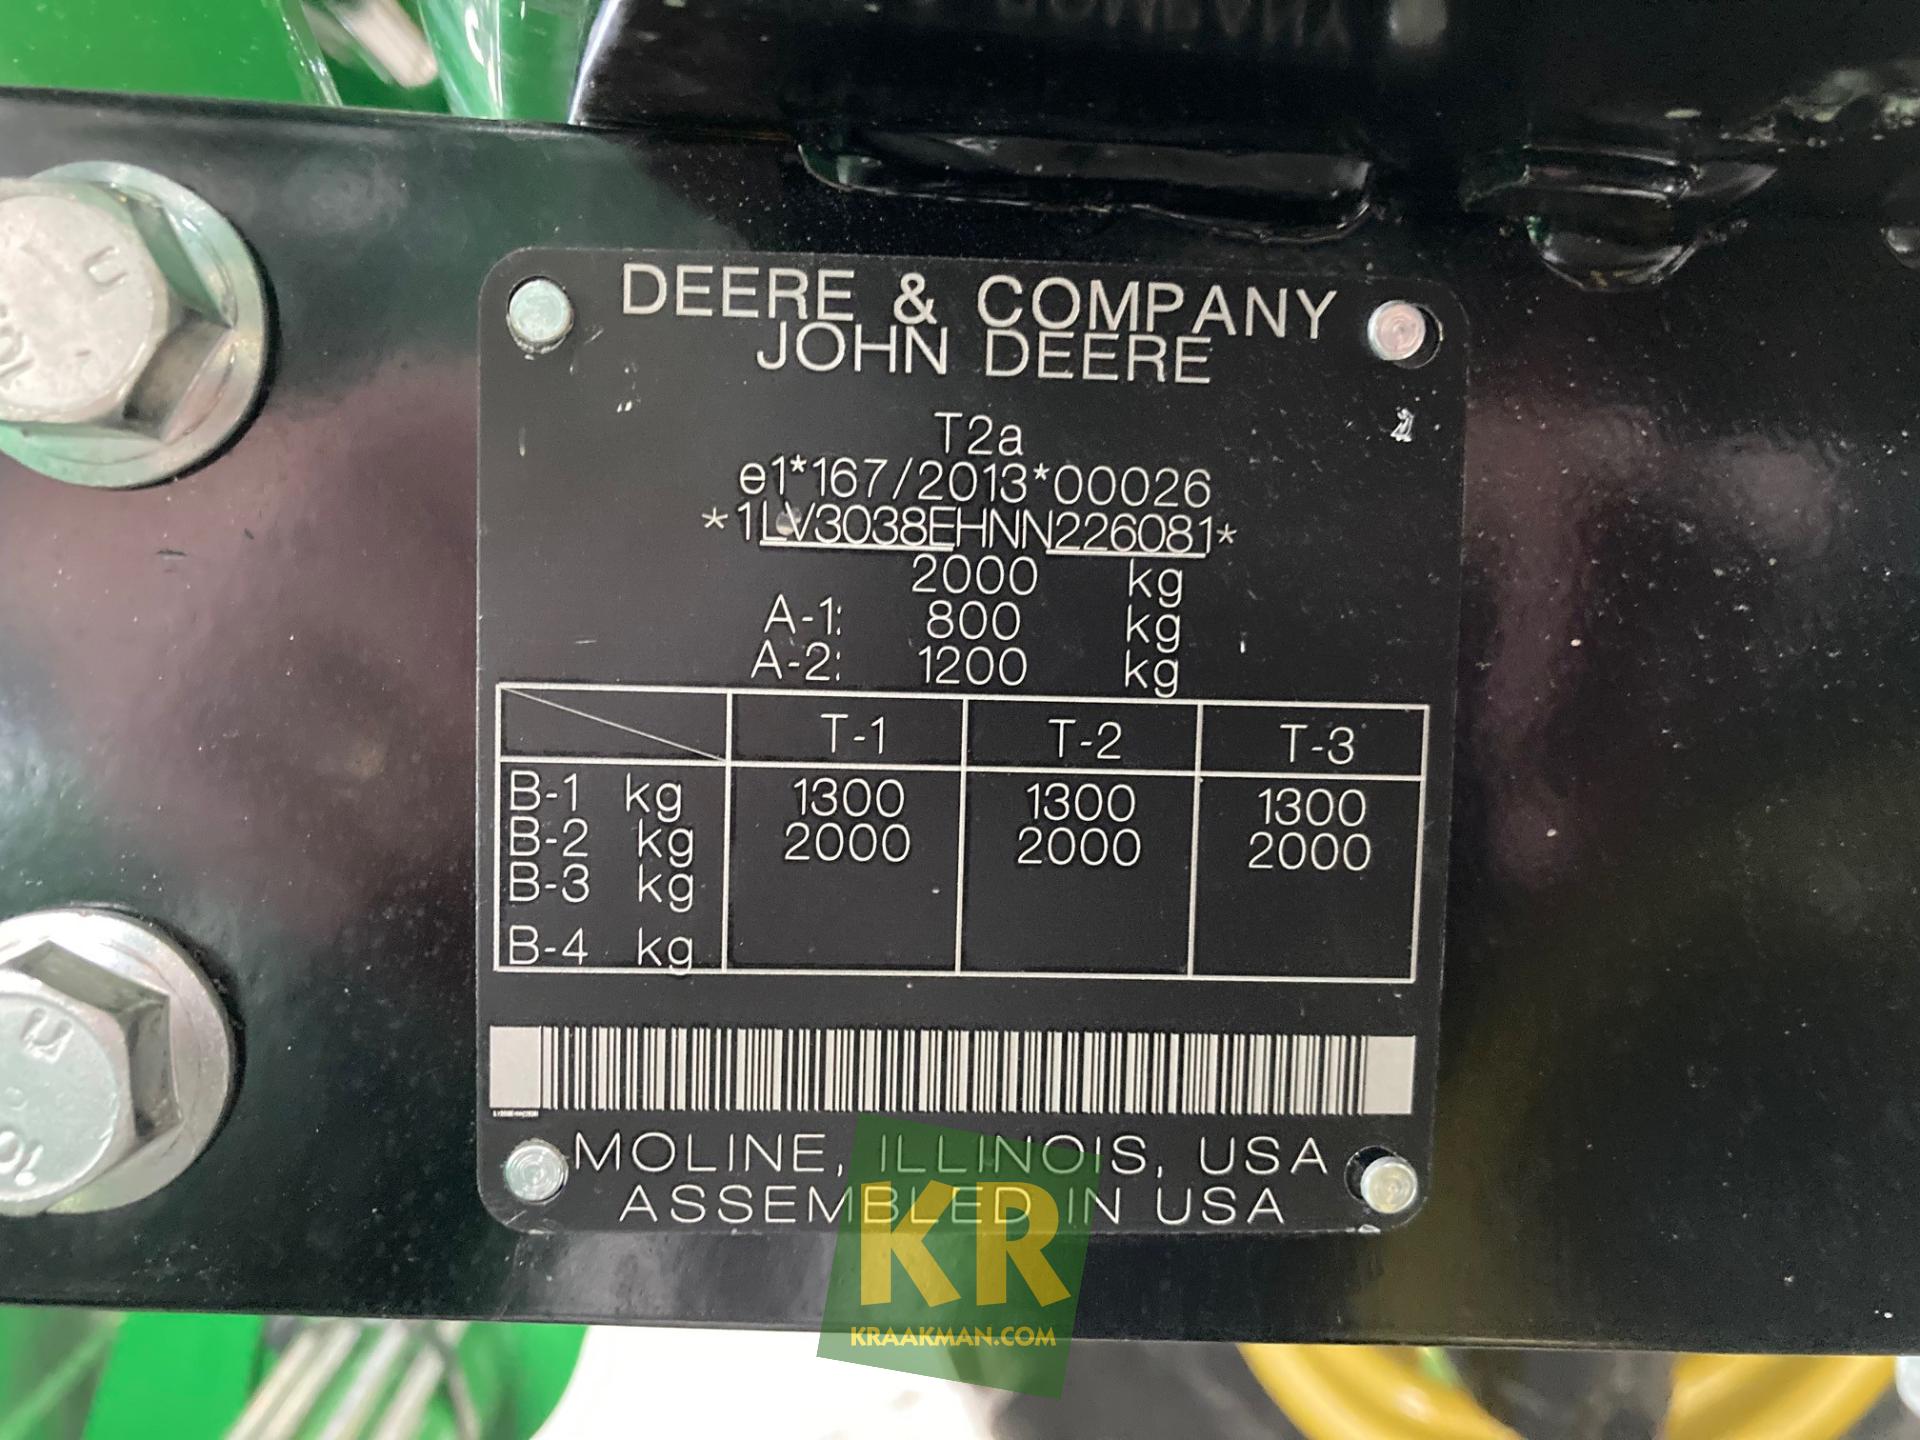 DEERE & COMPANY
JOHN DEERE
T2a
e1*167/2013*00026
*1LV3038EHNN226081*
2000 kg
A-1: 800 kg
A-2: 1200 kg
T-1 T-2 T-3
B-1 kg 1300 1300 1300
B-2 kg 2000 2000 2000
B-3 kg
B-4 kg
MOLINE, ILLINOIS, USA
ASSEMBLED IN USA
KR
KRAAKMAN.COM